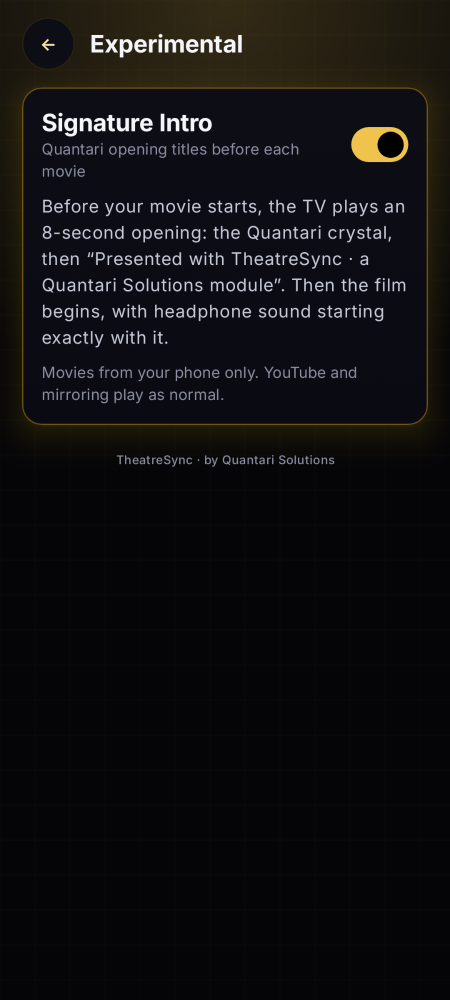 Experimental
Signature Intro
Quantari opening titles before each
movie
Before your movie starts, the TV plays an
8-second opening: the Quantari crystal,
then “Presented with TheatreSync · a
Quantari Solutions module”. Then the film
begins, with headphone sound starting
exactly with it.
Movies from your phone only. YouTube and
mirroring play as normal.
TheatreSync · by Quantari Solutions